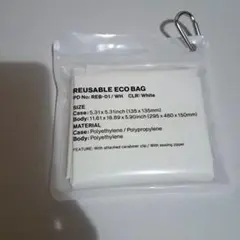 REUSABLE ECO BAG
PD No: REB-01 / WH CLR: White
SIZE
Case: 5.31 x 5.31inch (135 x 135mm)
Body: 11.61 x 18.89 x 5.90inch (295 x 480 x 150mm)
MATERIAL
Case: Polyethylene / Polypropylene
Body: Polyethylene
FEATURE: With attached carabiner clip / With sealing zipper